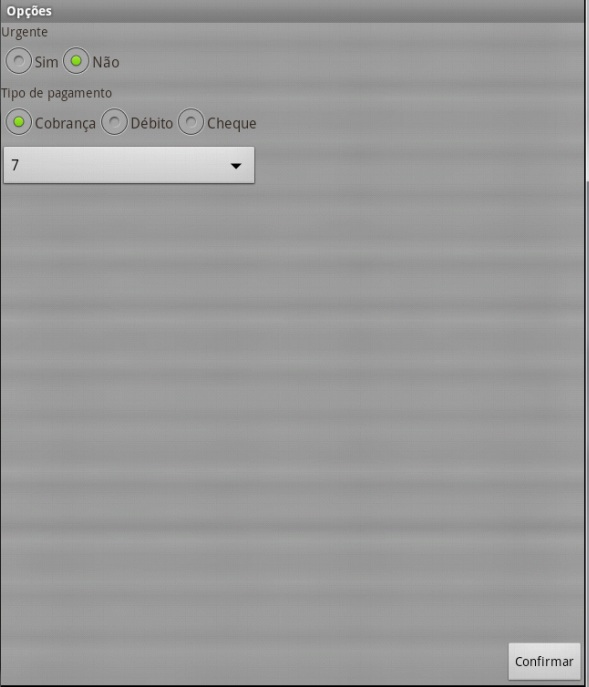 Opções
Urgente
Sim Não
Tipo de pagamento
Cobrança Débito Cheque
7
Confirmar